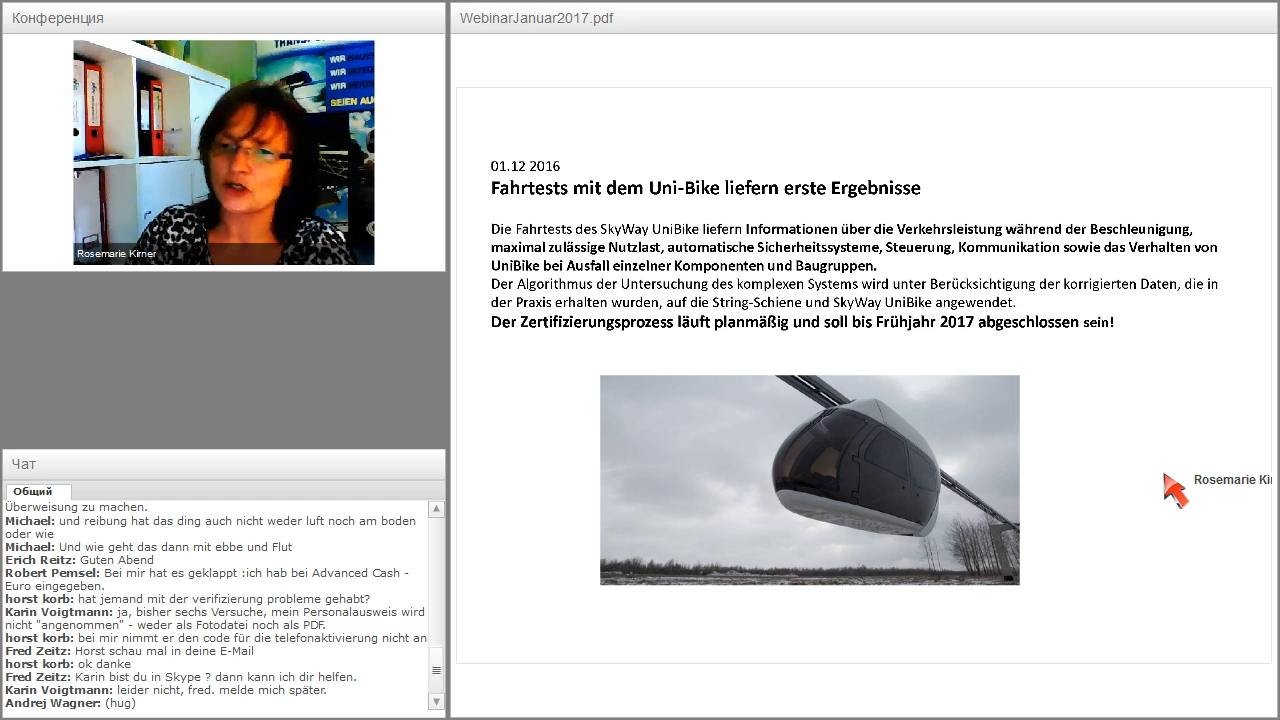 Конференция
WebinarJanuar2017.pdf
TRANSP
WIR
WIR
WIR
SEIEN AU
Rosemarie Kirner
01.12 2016
Fahrtests mit dem Uni-Bike liefern erste Ergebnisse
Die Fahrtests des SkyWay UniBike liefern Informationen über die Verkehrsleistung während der Beschleunigung,
maximal zulässige Nutzlast, automatische Sicherheitssysteme, Steuerung, Kommunikation sowie das Verhalten von
UniBike bei Ausfall einzelner Komponenten und Baugruppen.
Der Algorithmus der Untersuchung des komplexen Systems wird unter Berücksichtigung der korrigierten Daten, die in
der Praxis erhalten wurden, auf die String-Schiene und SkyWay UniBike angewendet.
Der Zertifizierungsprozess läuft planmäßig und soll bis Frühjahr 2017 abgeschlossen sein!
Rosemarie Kir
Чат
Общий
Überweisung zu machen.
Michael: und reibung hat das ding auch nicht weder luft noch am boden
oder wie
Michael: Und wie geht das dann mit ebbe und Flut
Erich Reitz: Guten Abend
Robert Pemsel: Bei mir hat es geklappt :ich hab bei Advanced Cash -
Euro eingegeben.
horst korb: hat jemand mit der verifizierung probleme gehabt?
Karin Voigtmann: ja, bisher sechs Versuche, mein Personalausweis wird
nicht "angenommen" - weder als Fotodatei noch als PDF.
horst korb: bei mir nimmt er den code für die telefonaktivierung nicht an
Fred Zeitz: Horst schau mal in deine E-Mail
horst korb: ok danke
Fred Zeitz: Karin bist du in Skype ? dann kann ich dir helfen.
Karin Voigtmann: leider nicht, fred. melde mich später.
Andrej Wagner: (hug)